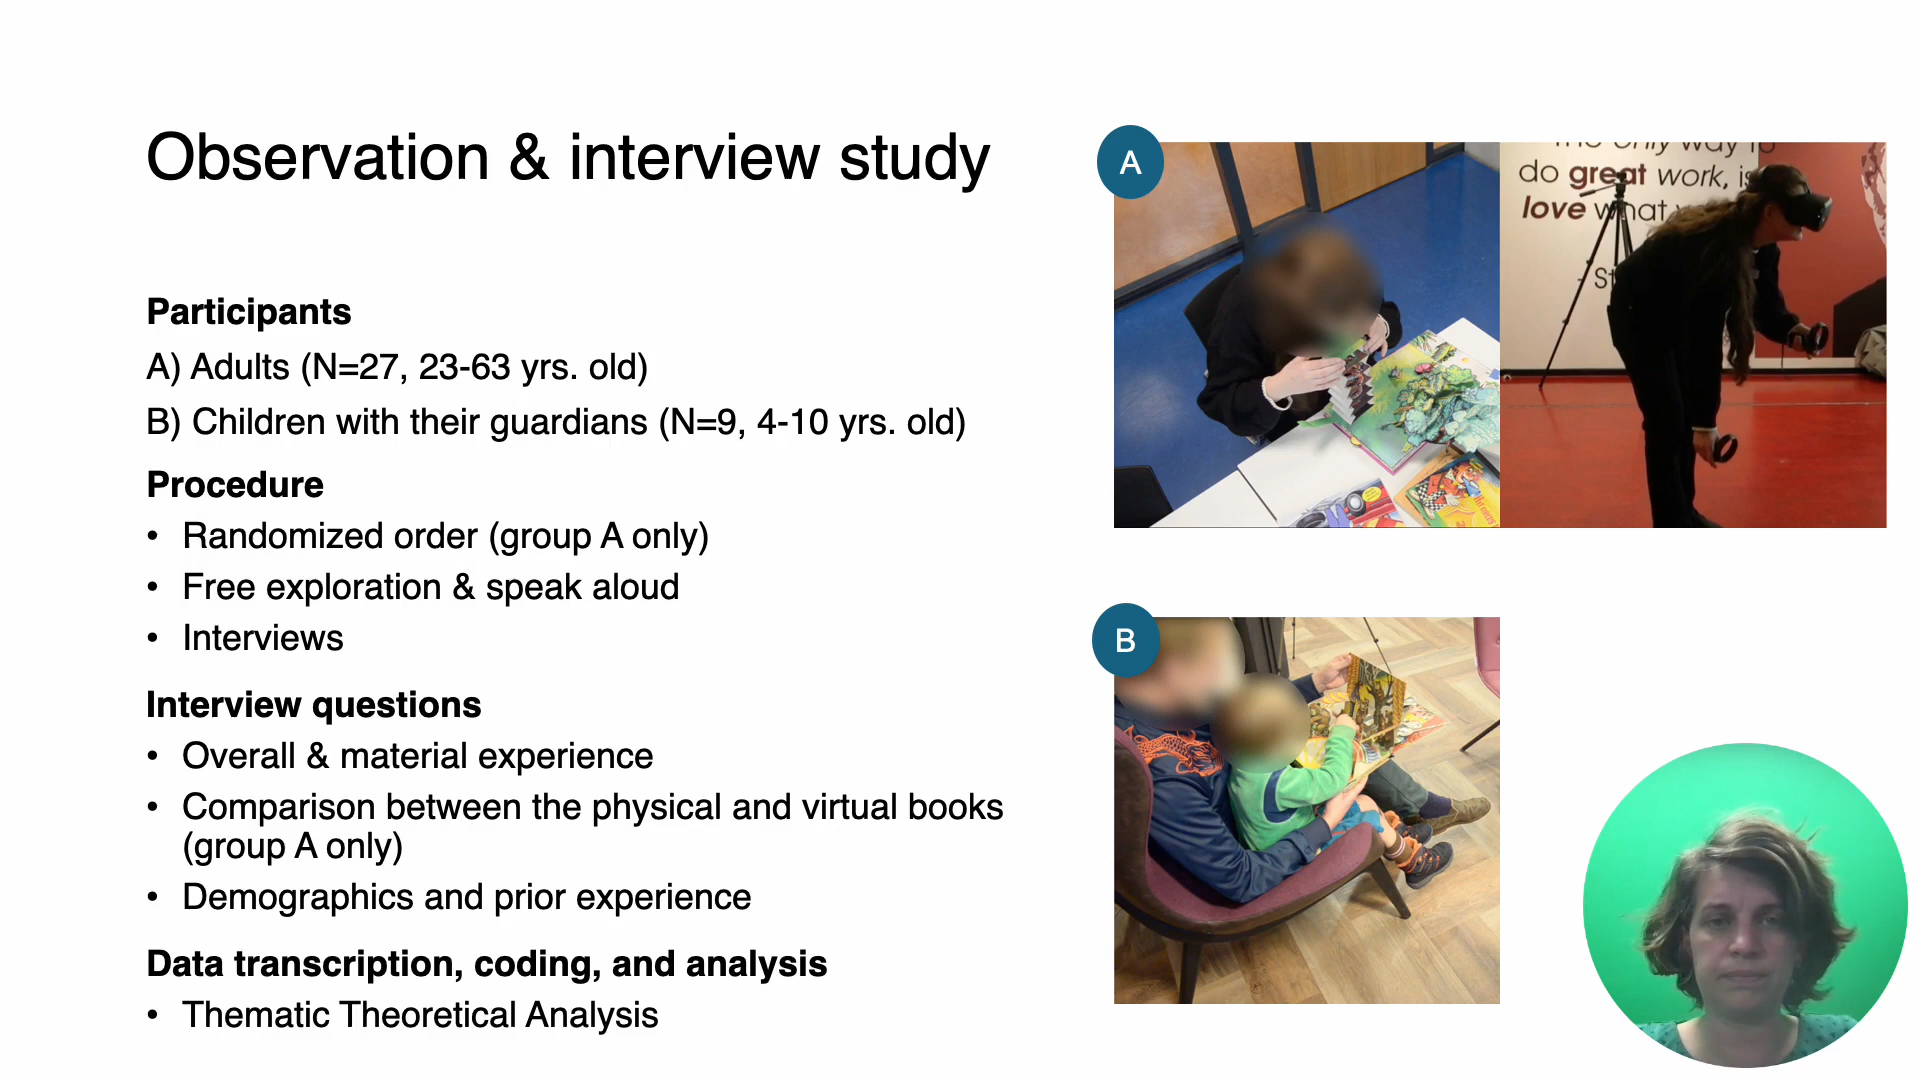 Observation & interview study
Participants
A) Adults (N=27, 23-63 yrs. old)
B) Children with their guardians (N=9, 4-10 yrs. old)
Procedure
• Randomized order (group A only)
• Free exploration & speak aloud
• Interviews
Interview questions
• Overall & material experience
• Comparison between the physical and virtual books
(group A only)
• Demographics and prior experience
Data transcription, coding, and analysis
• Thematic Theoretical Analysis
A
The only way to
do great work, is
love what
- St
B